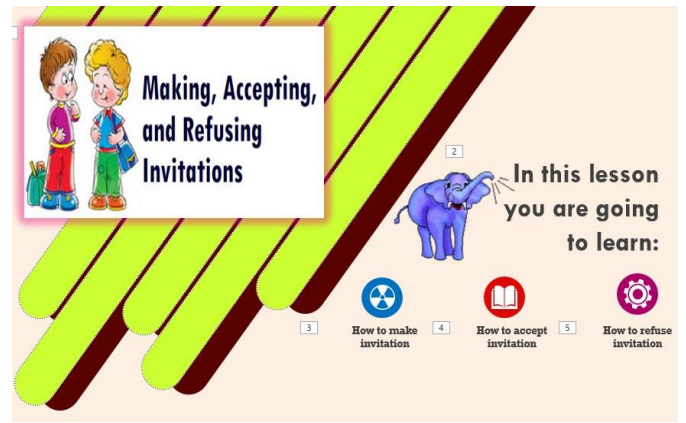 Making, Accepting,
and Refusing
Invitations
2
In this lesson
you are going
to learn:
3
How to make
invitation
4
How to accept
invitation
5
How to refuse
invitation